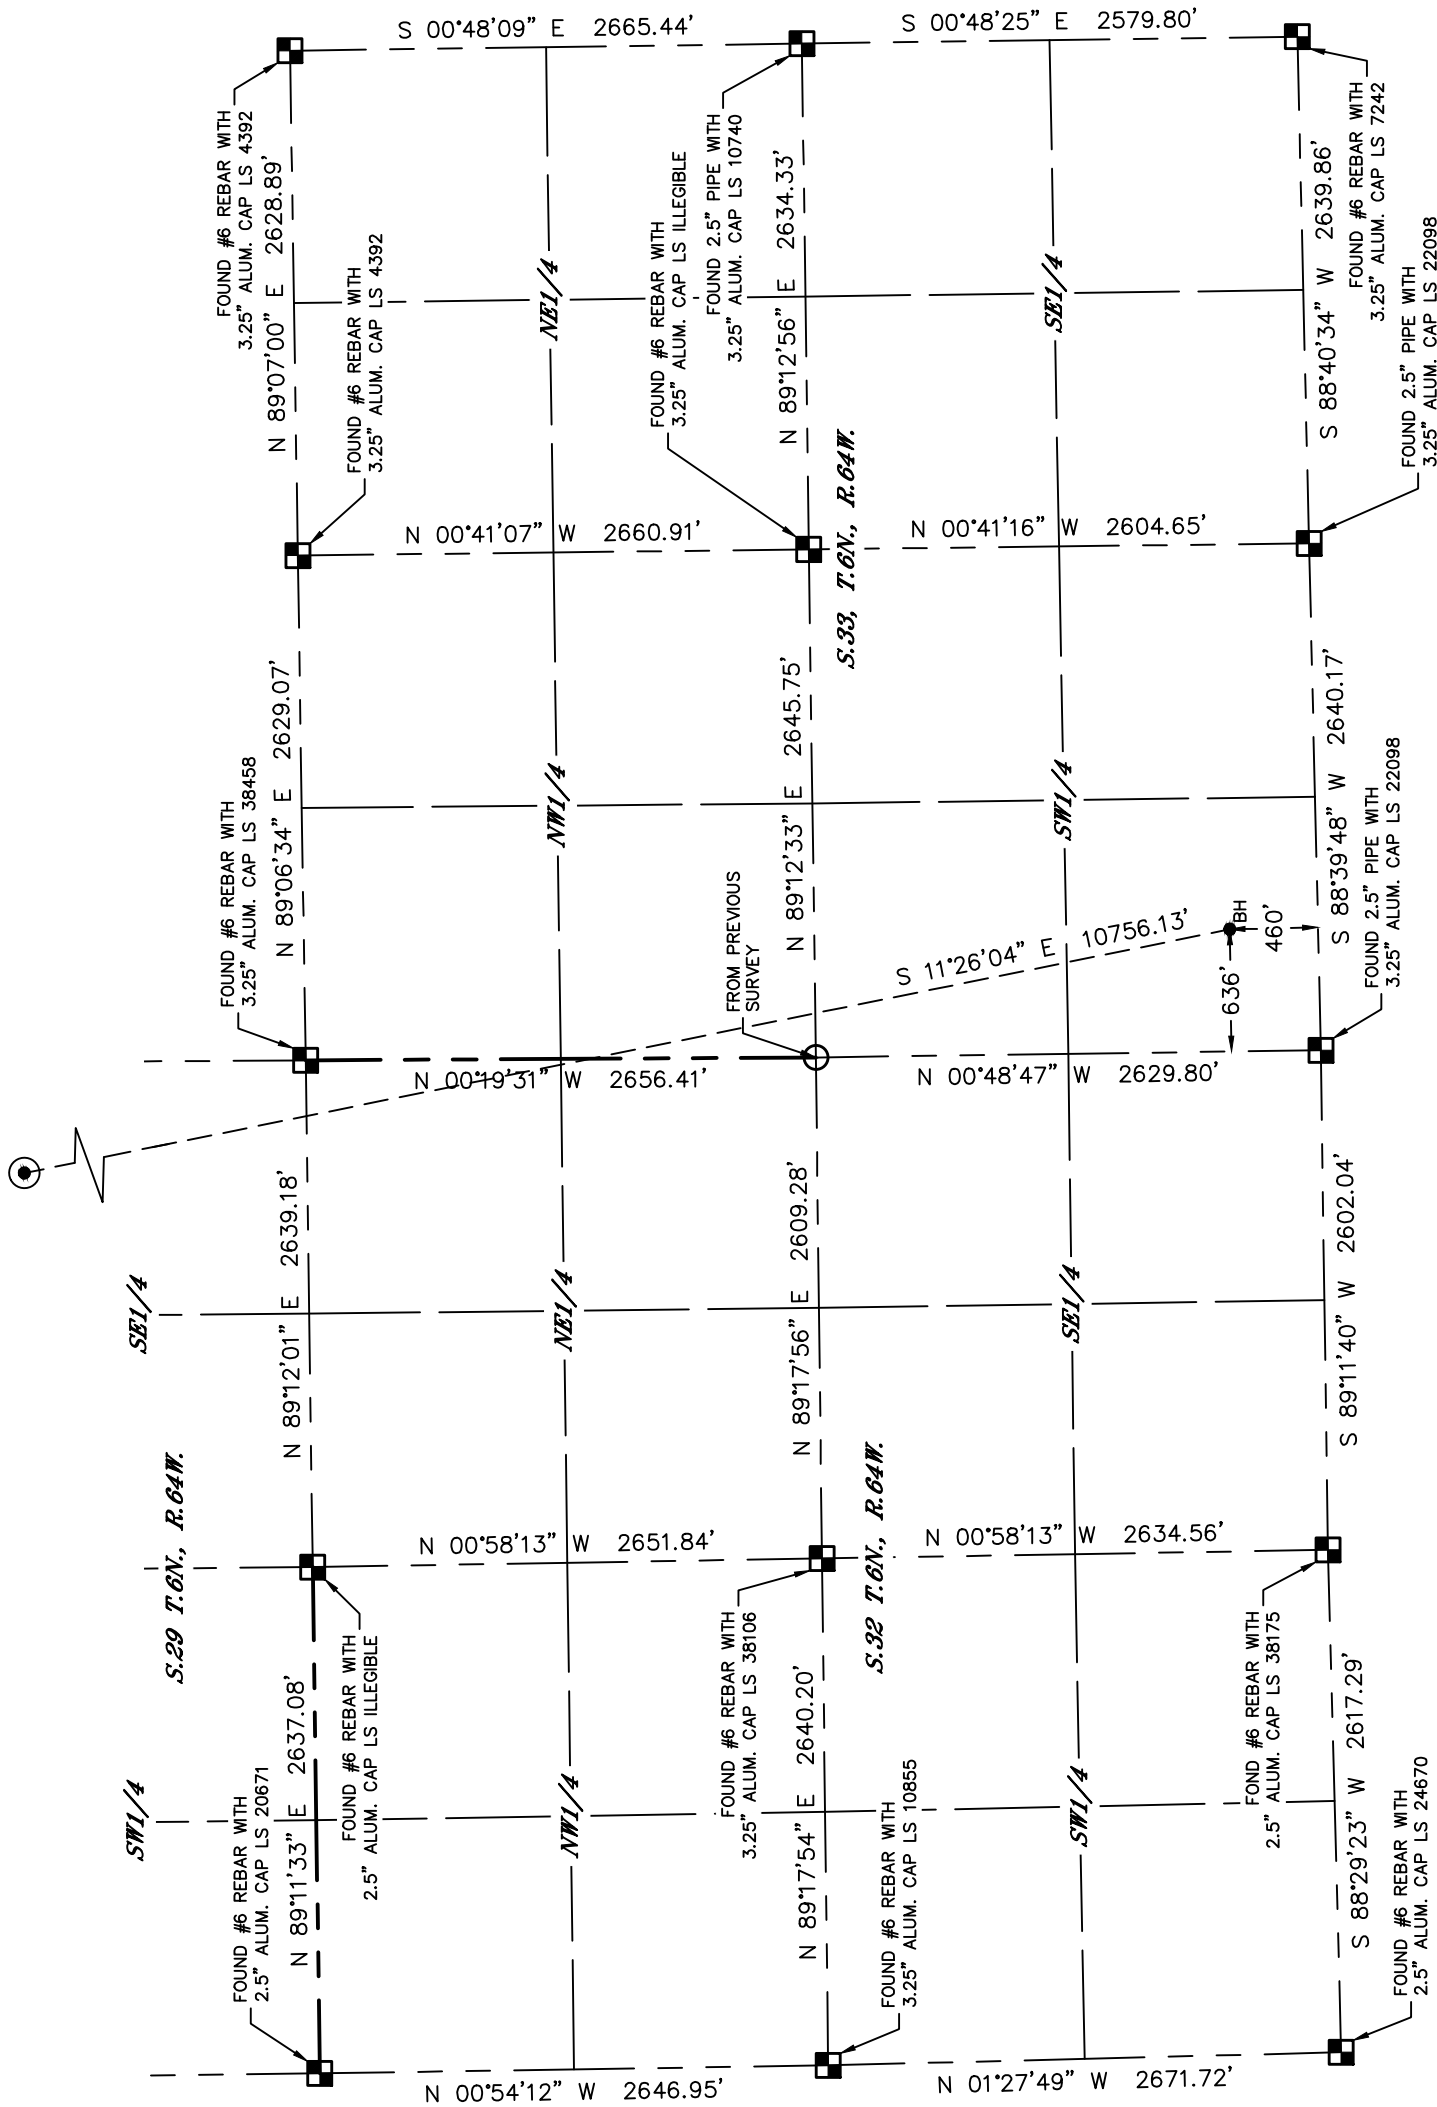 SW1/4
S.29 T.6N., R.64W.
SE1/4
FOUND #6 REBAR WITH
2.5" ALUM. CAP LS 20671
N 89°11'33" E 2637.08'
FOUND #6 REBAR WITH
2.5" ALUM. CAP LS ILLEGIBLE
N 89°12'01" E 2639.18'
FOUND #6 REBAR WITH
3.25" ALUM. CAP LS 38458
N 89°06'34" E 2629.07'
FOUND #6 REBAR WITH
3.25" ALUM. CAP LS 4392
N 89°07'00" E 2628.89'
FOUND #6 REBAR WITH
3.25" ALUM. CAP LS 4392
N 00°54'12" W 2646.95'
NW1/4
N 00°58'13" W 2651.84'
NE1/4
N 00°19'31" W 2656.41'
NW1/4
N 00°41'07" W 2660.91'
NE1/4
S 00°48'09" E 2665.44'
FOUND #6 REBAR WITH
3.25" ALUM. CAP LS 38106
FROM PREVIOUS
SURVEY
FOUND #6 REBAR WITH
3.25" ALUM. CAP LS ILLEGIBLE
FOUND 2.5" PIPE WITH
3.25" ALUM. CAP LS 10740
N 89°17'54" E 2640.20'
N 89°17'56" E 2609.28'
N 89°12'33" E 2645.75'
N 89°12'56" E 2634.33'
FOUND #6 REBAR WITH
3.25" ALUM. CAP LS 10855
S.32 T.6N., R.64W.
S.33, T.6N., R.64W.
S 11°26'04" E 10756.13'
N 01°27'49" W 2671.72'
SW1/4
N 00°58'13" W 2634.56'
SE1/4
N 00°48'47" W 2629.80'
SW1/4
N 00°41'16" W 2604.65'
SE1/4
S 00°48'25" E 2579.80'
636'
BH
460'
FOND #6 REBAR WITH
2.5" ALUM. CAP LS 38175
S 88°29'23" W 2617.29'
S 89°11'40" W 2602.04'
S 88°39'48" W 2640.17'
S 88°40'34" W 2639.86'
FOUND #6 REBAR WITH
2.5" ALUM. CAP LS 24670
FOUND 2.5" PIPE WITH
3.25" ALUM. CAP LS 22098
FOUND 2.5" PIPE WITH
3.25" ALUM. CAP LS 22098
FOUND #6 REBAR WITH
3.25" ALUM. CAP LS 7242